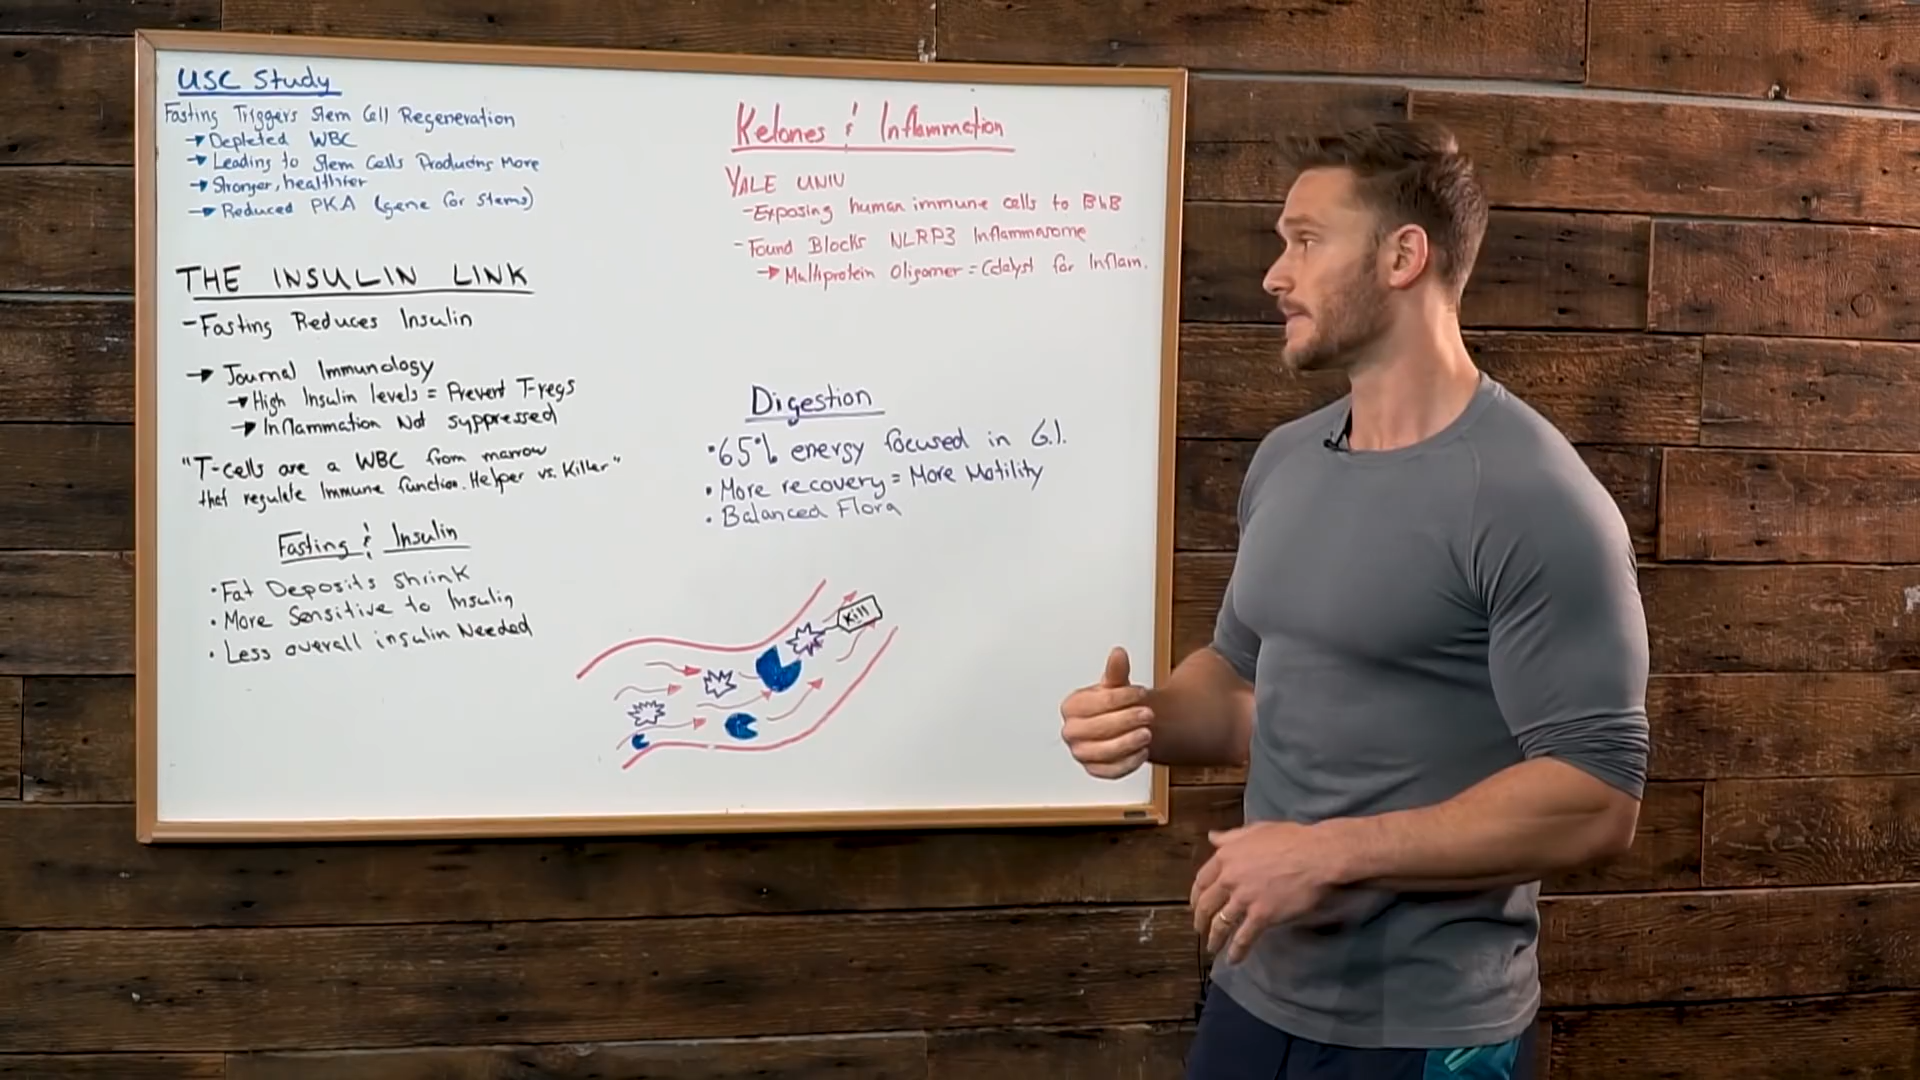 USC Study
Fasting Triggers Stem Cell Regeneration
→ Depleted WBC
→ Leading to Stem Cells Producing More
→ Stronger, healthier
→ Reduced PKA (gene for stems)
THE INSULIN LINK
- Fasting Reduces Insulin
→ Journal Immunology
→ High Insulin levels = Prevent T-regs
→ Inflammation Not suppressed
"T-cells are a WBC from marrow
that regulate Immune function. Helper vs. Killer"
Fasting & Insulin
• Fat Deposits Shrink
• More Sensitive to Insulin
• Less overall insulin Needed
Ketones & Inflammation
YALE UNIV
- Exposing human immune cells to BhB
- Found Blocks NLRP3 Inflammasome
→ Multiprotein Oligomer = Catalyst for Inflam.
Digestion
• 65% energy focused in G.I.
• More recovery = More Motility
• Balanced Flora
Kill